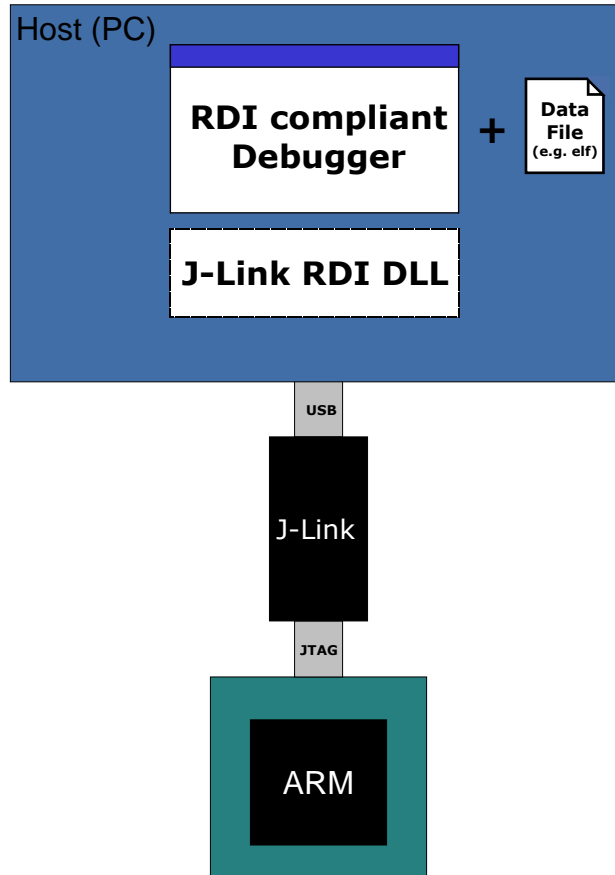 Host (PC)
RDI compliant
Debugger
+
Data
File
(e.g. elf)
J-Link RDI DLL
USB
J-Link
JTAG
ARM